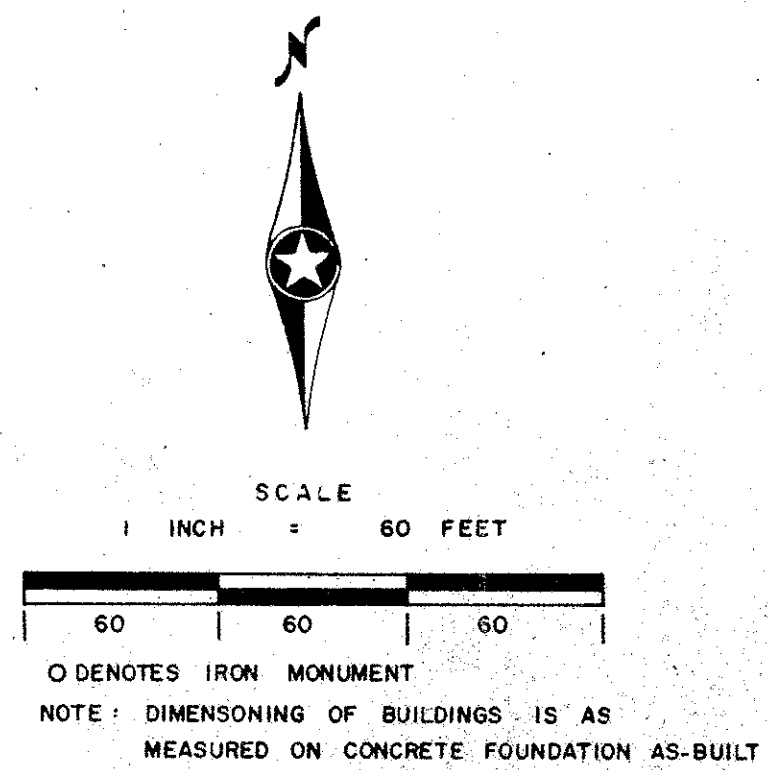 N
SCALE
1 INCH = 60 FEET
60 60 60
O DENOTES IRON MONUMENT
NOTE: DIMENSONING OF BUILDINGS IS AS
MEASURED ON CONCRETE FOUNDATION AS-BUILT